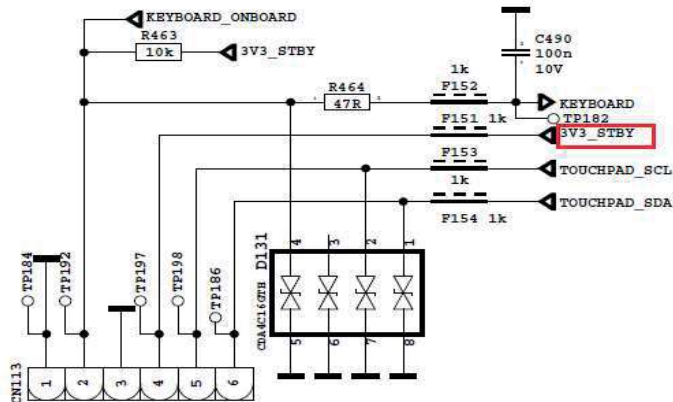 KEYBOARD_ONBOARD
R463
10k
3V3_STBY
C490
100n
10V
1k
R464
F152
47R
KEYBOARD
TP182
F151 1k
3V3_STBY
F153
TOUCHPAD_SCL
1k
TOUCHPAD_SDA
F154 1k
D131
CDA4C16GTH
4
3
2
1
5
6
7
8
TP184
TP192
TP197
TP198
TP186
CN113
1
2
3
4
5
6